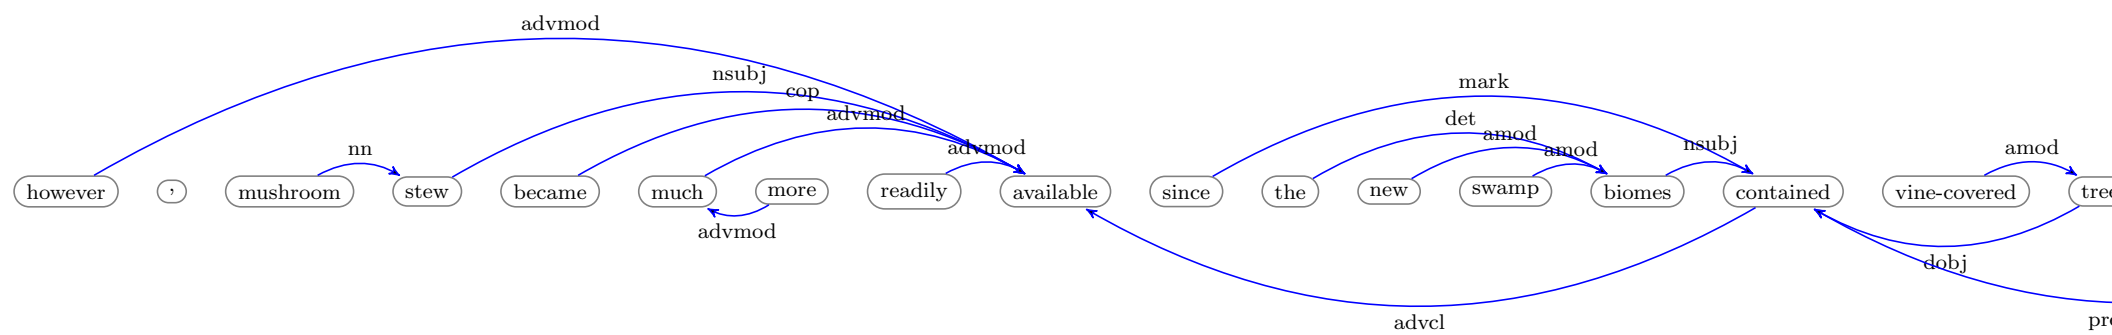 advmod
nsubj
cop
mark
advmod
det
amod
nn
advmod
amod
nsubj
amod
however , mushroom stew became much more readily available since the new swamp biomes contained vine-covered
advmod
dobj
advcl